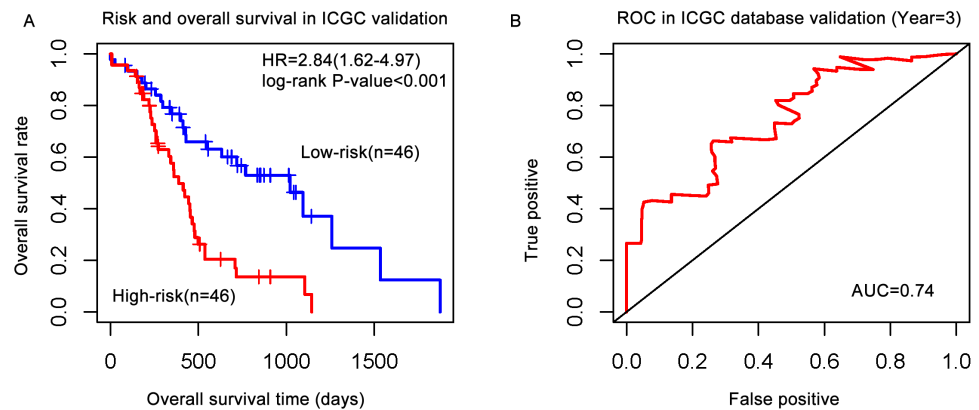 A
Risk and overall survival in ICGC validation
HR=2.84(1.62-4.97)
log-rank P-value<0.001
Low-risk(n=46)
High-risk(n=46)
Overall survival rate
0.0 0.2 0.4 0.6 0.8 1.0
0 500 1000 1500
Overall survival time (days)
B
ROC in ICGC database validation (Year=3)
AUC=0.74
True positive
0.0 0.2 0.4 0.6 0.8 1.0
0.0 0.2 0.4 0.6 0.8 1.0
False positive